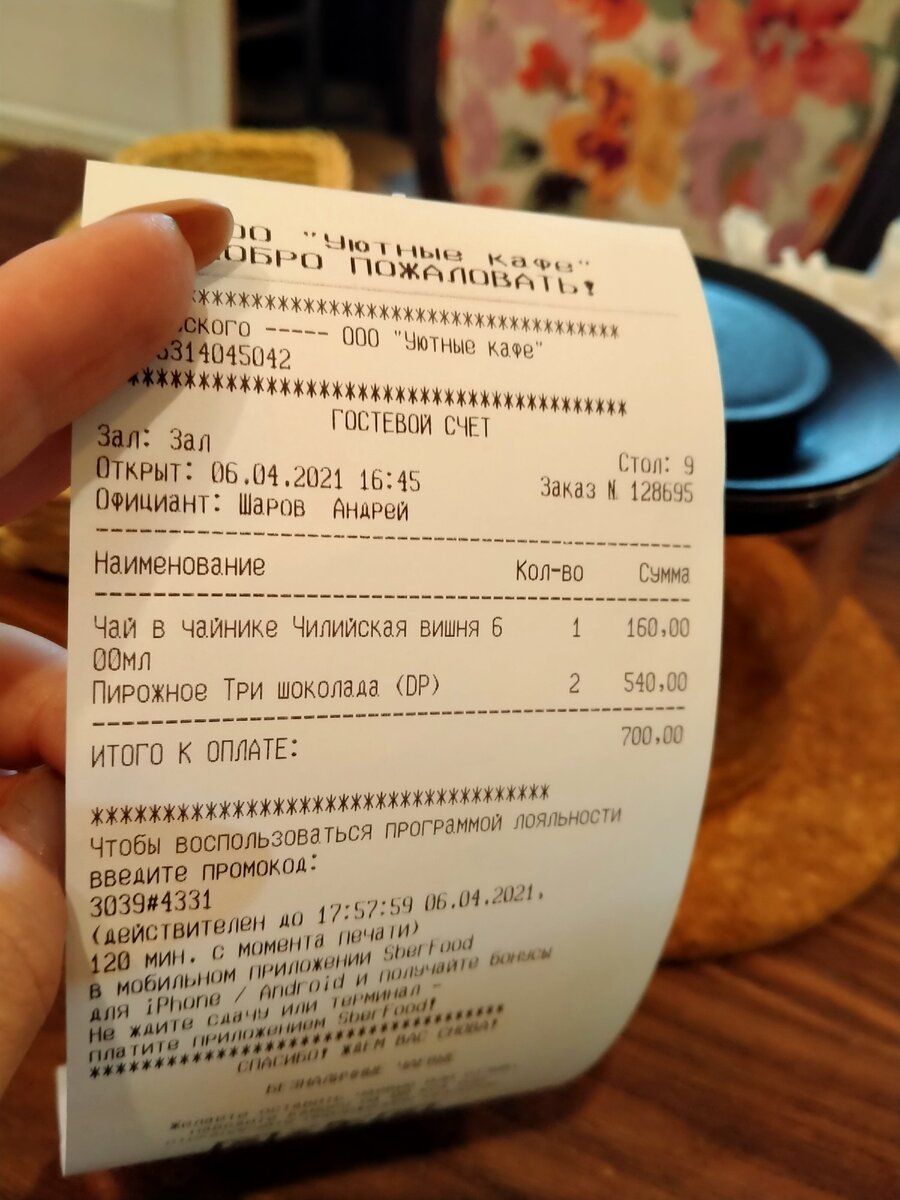 "Уютные кафе"
ПОЖАЛОВАТЬ!
*************************************
----- ООО "Уютные кафе"
6314045042
*****************************************
ГОСТЕВОЙ СЧЕТ
Зал: Зал
Стол: 9
Открыт: 06.04.2021 16:45
Заказ № 128695
Официант: Шаров Андрей
Наименование Кол-во Сумма
Чай в чайнике Чилийская вишня 6 1 160,00
00мл
Пирожное Три шоколада (DP) 2 540,00
ИТОГО К ОПЛАТЕ: 700,00
**************************************
Чтобы воспользоваться программой лояльности
введите промокод:
3039#4331
(действителен до 17:57:59 06.04.2021,
120 мин. с момента печати)
в мобильном приложении SberFood
для iPhone / Android и получайте бонусы
Не ждите сдачу или терминал -
платите приложением SberFood!
**************************************
СПАСИБО! ЖДЕМ ВАС СНОВА!
БЕЗНАЛИЧНЫЕ ЧАЕВЫЕ